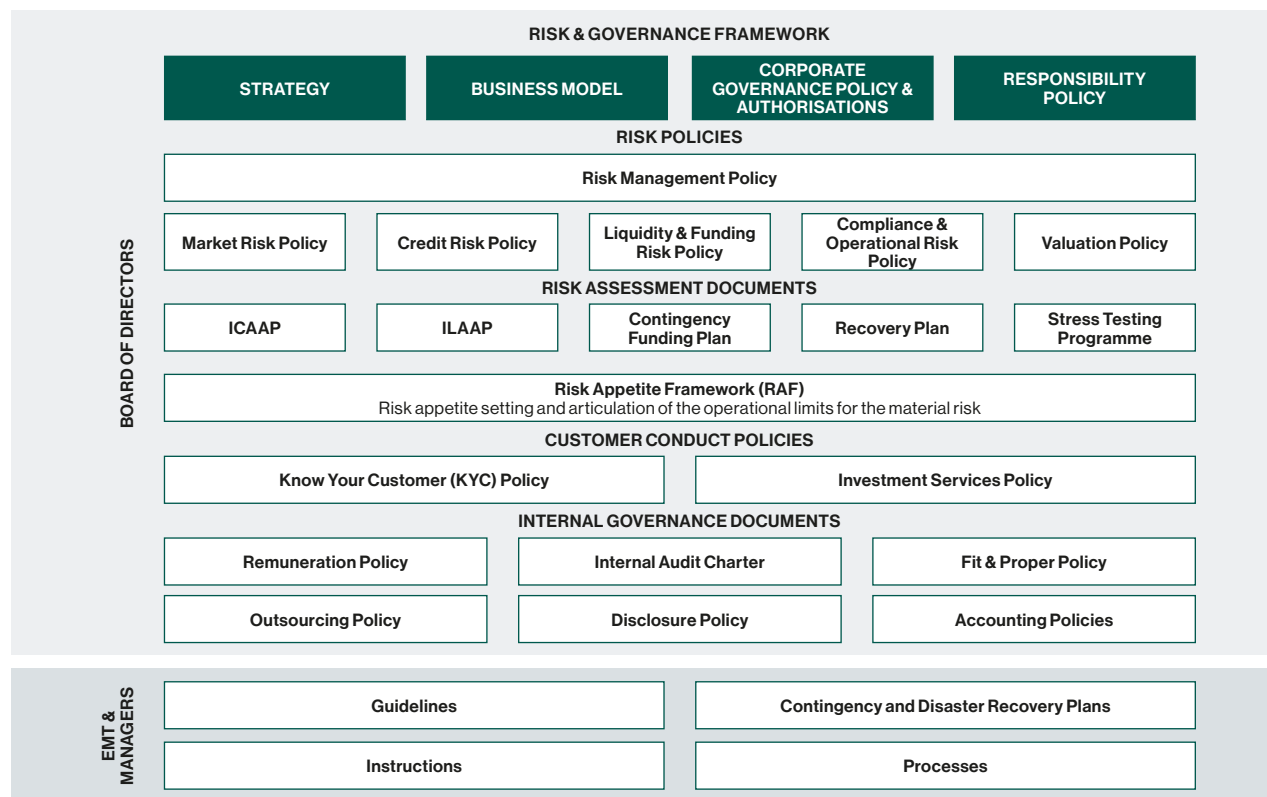 RISK & GOVERNANCE FRAMEWORK
STRATEGY
BUSINESS MODEL
CORPORATE
GOVERNANCE POLICY &
AUTHORISATIONS
RESPONSIBILITY
POLICY
RISK POLICIES
Risk Management Policy
Market Risk Policy
Credit Risk Policy
Liquidity & Funding
Risk Policy
Compliance &
Operational Risk
Policy
Valuation Policy
RISK ASSESSMENT DOCUMENTS
ICAAP
ILAAP
Contingency
Funding Plan
Recovery Plan
Stress Testing
Programme
Risk Appetite Framework (RAF)
Risk appetite setting and articulation of the operational limits for the material risk
CUSTOMER CONDUCT POLICIES
Know Your Customer (KYC) Policy
Investment Services Policy
INTERNAL GOVERNANCE DOCUMENTS
Remuneration Policy
Internal Audit Charter
Fit & Proper Policy
Outsourcing Policy
Disclosure Policy
Accounting Policies
BOARD OF DIRECTORS
Guidelines
Contingency and Disaster Recovery Plans
Instructions
Processes
EMT &
MANAGERS